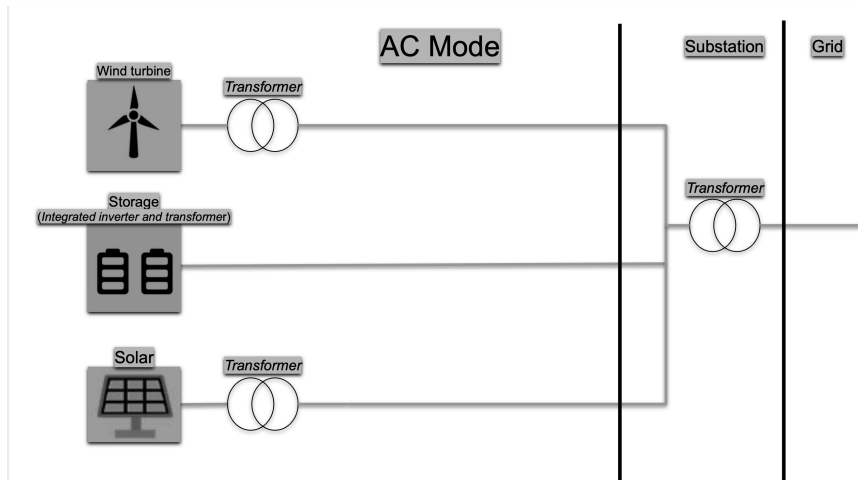 AC Mode
Substation
Grid
Wind turbine
Transformer
Storage
(Integrated inverter and transformer)
Transformer
Solar
Transformer